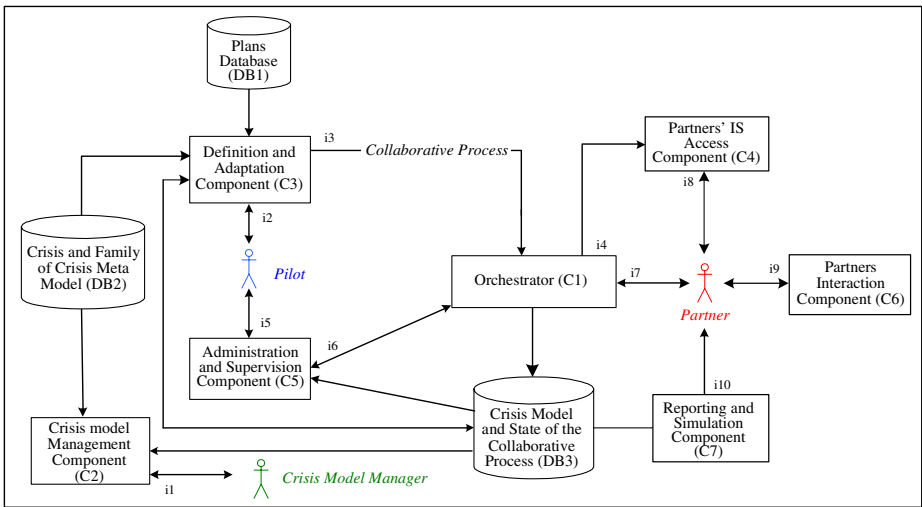 Plans
Database
(DB1)
i3
Collaborative Process
Definition and
Adaptation
Component (C3)
Partners' IS
Access
Component (C4)
i8
i2
Crisis and Family
of Crisis Meta
Model (DB2)
Pilot
i4
Orchestrator (C1)
i7
Partner
i9
Partners
Interaction
Component (C6)
i5
i6
Administration
and Supervision
Component (C5)
i10
Crisis model
Management
Component
(C2)
Crisis Model
and State of the
Collaborative
Process (DB3)
Reporting and
Simulation
Component
(C7)
i1
Crisis Model Manager